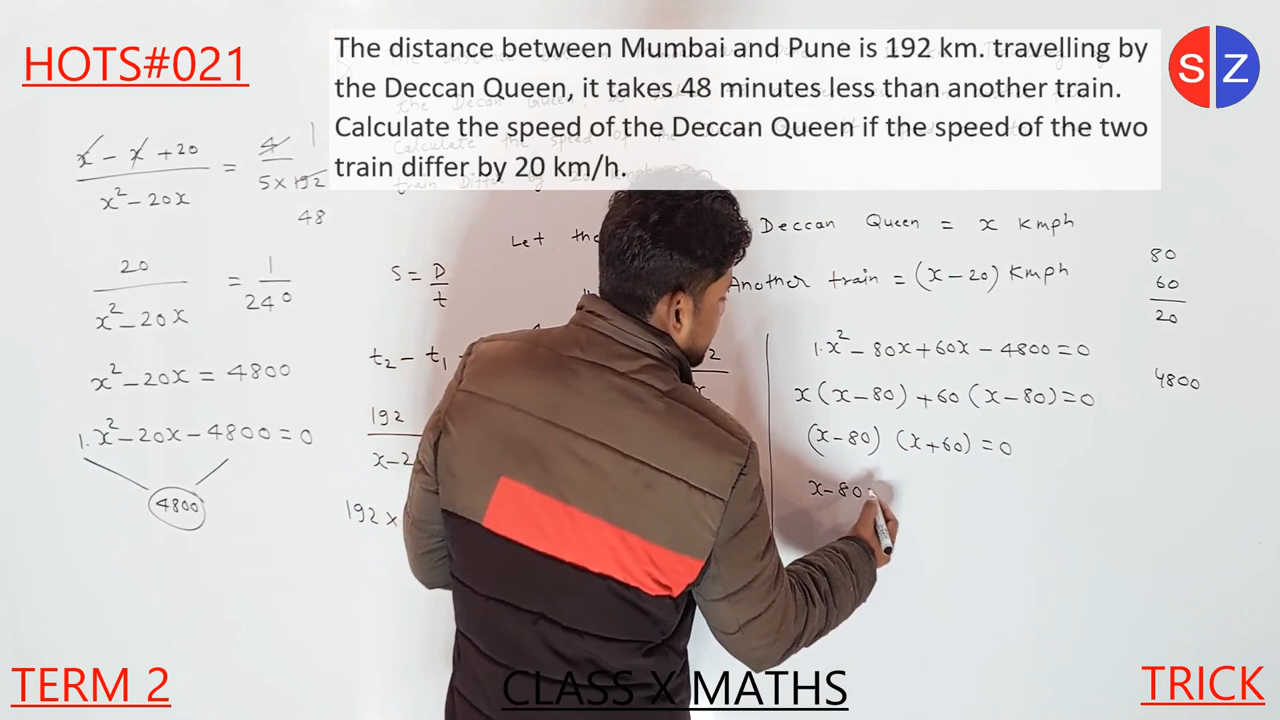 HOTS#021
The distance between Mumbai and Pune is 192 km. travelling by
the Deccan Queen, it takes 48 minutes less than another train.
Calculate the speed of the Deccan Queen if the speed of the two
train differ by 20 km/h.
S Z
x - x + 20 / x² - 20x = 4 1 / 5 × 192 48
20 / x² - 20x = 1 / 240
x² - 20x = 4800
1.x² - 20x - 4800 = 0
4800
Let the Deccan Queen = x Kmph
Another train = (x - 20) Kmph
S = D / t
t₂ - t₁
192
192 ×
1.x² - 80x + 60x - 4800 = 0
x (x - 80) + 60 (x - 80) = 0
(x - 80) (x + 60) = 0
x - 80
80
60
20
4800
TERM 2
CLASS X MATHS
TRICK